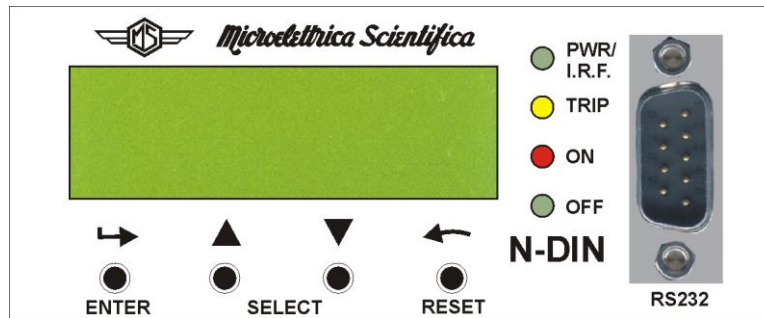 MS Microelettrica Scientifica
PWR/
I.R.F.
TRIP
ON
OFF
N-DIN
ENTER SELECT RESET
RS232